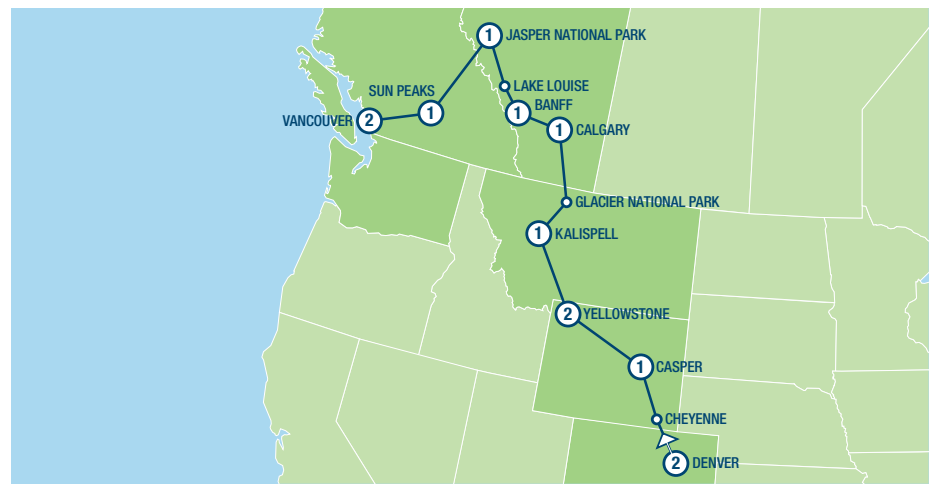 1 JASPER NATIONAL PARK
LAKE LOUISE
SUN PEAKS
1
1 BANFF
VANCOUVER 2
1 CALGARY
GLACIER NATIONAL PARK
1 KALISPELL
2 YELLOWSTONE
1 CASPER
CHEYENNE
2 DENVER